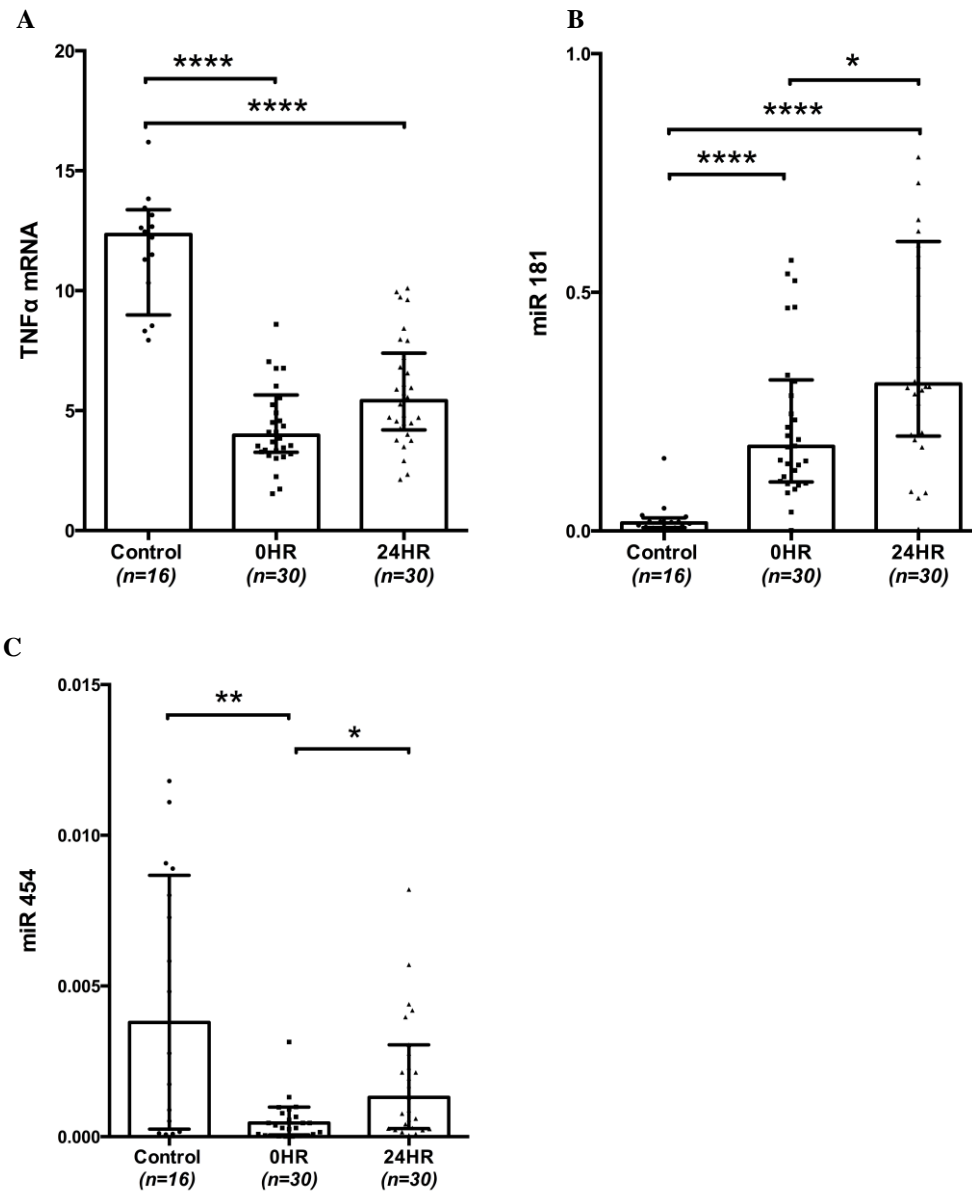 A
TNFα mRNA
20
15
10
5
0
****
****
Control 0HR 24HR
(n=16) (n=30) (n=30)
B
miR 181
1.0
0.5
0.0
*
****
****
Control 0HR 24HR
(n=16) (n=30) (n=30)
C
miR 454
0.015
0.010
0.005
0.000
**
*
Control 0HR 24HR
(n=16) (n=30) (n=30)